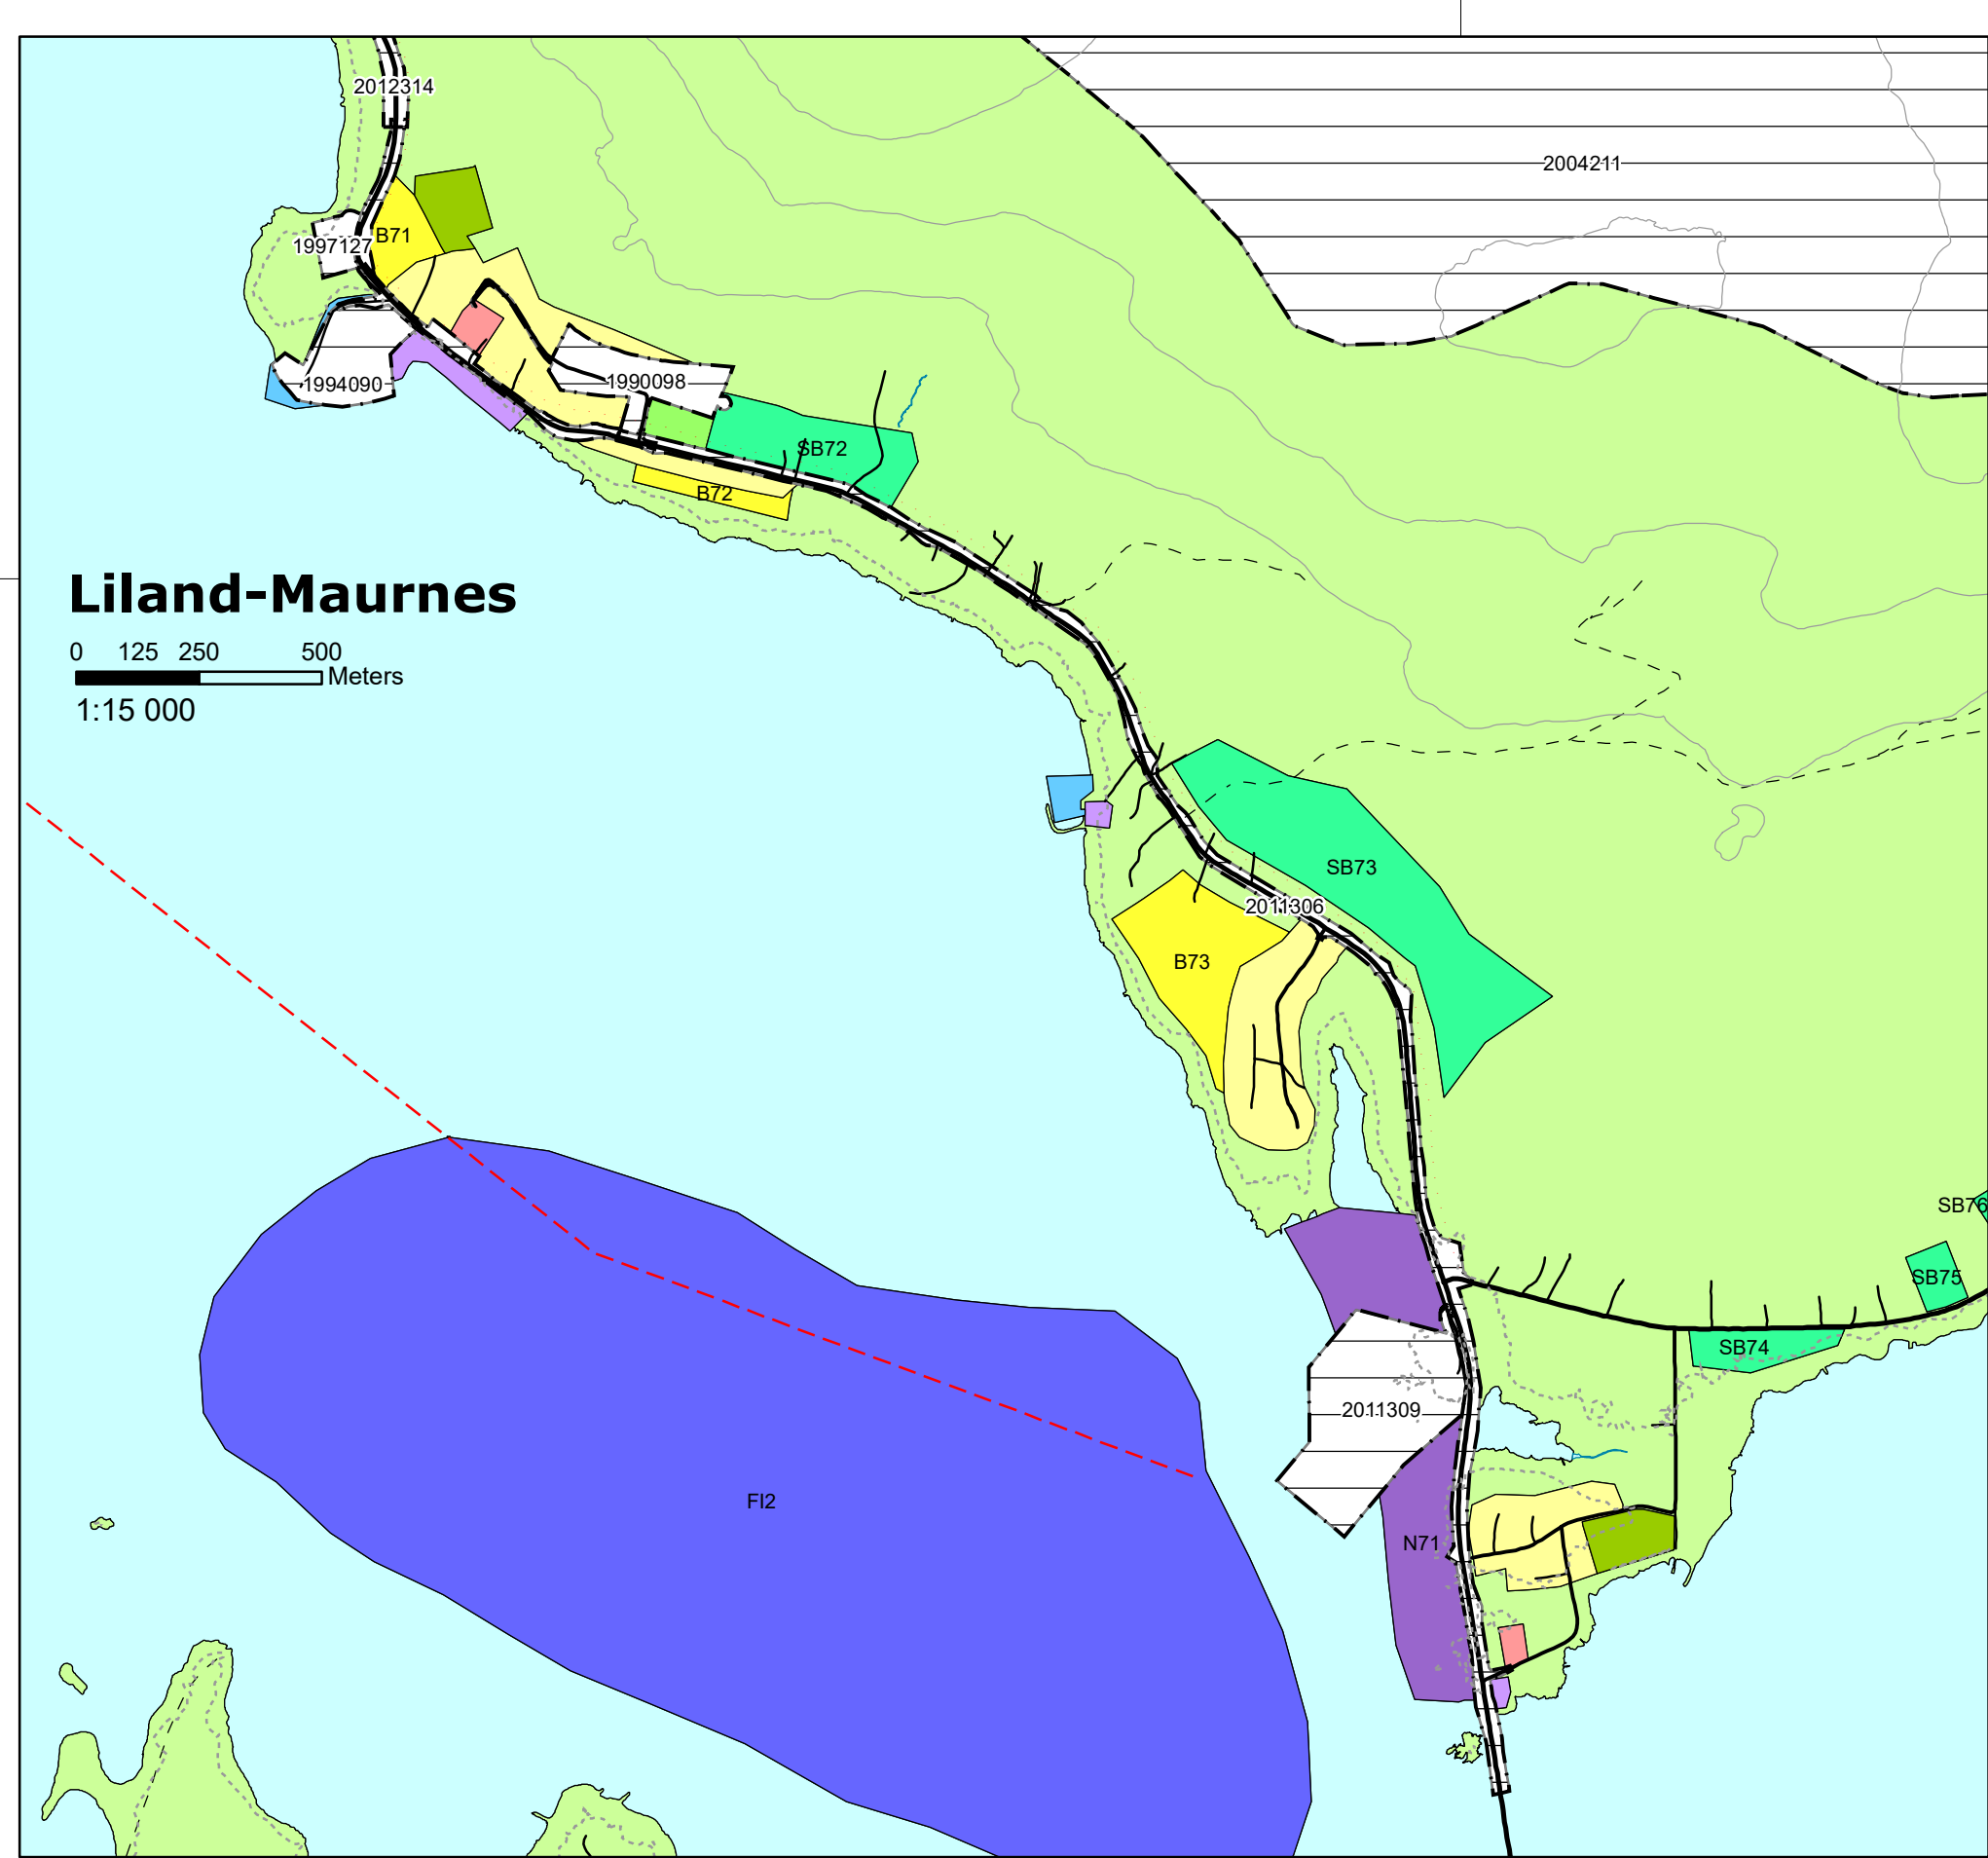 2012314
2004211
B71
1997127
1994090
1990098
SB72
B72
Liland-Maurnes
0 125 250 500
Meters
1:15 000
SB73
2011306
B73
SB76
SB75
SB74
2011309
FI2
N71